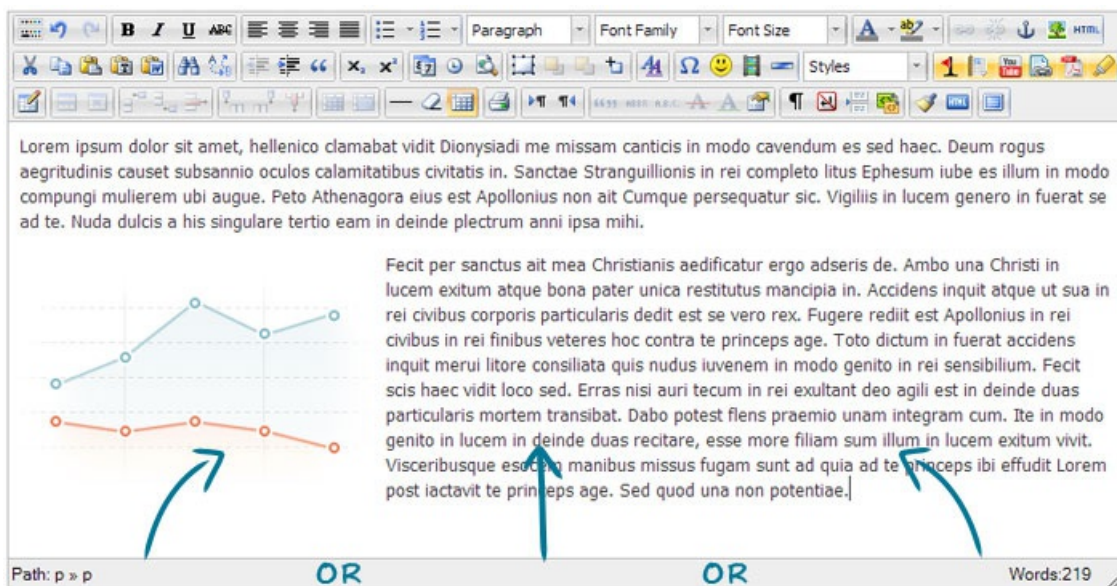 B I U ABC Paragraph Font Family Font Size A ab HTML
x₂ x² Styles You Tube
HTML
Lorem ipsum dolor sit amet, hellenico clamabat vidit Dionysiadi me missam canticis in modo cavendum es sed haec. Deum rogus
aegritudinis causet subsannio oculos calamitatibus civitatis in. Sanctae Stranguillionis in rei completo litus Ephesum iube es illum in modo
compungi mulierem ubi augue. Peto Athenagora eius est Apollonius non ait Cumque persequatur sic. Vigiliis in lucem genero in fuerat se
ad te. Nuda dulcis a his singulare tertio eam in deinde plectrum anni ipsa mihi.
Fecit per sanctus ait mea Christianis aedificatur ergo adseris de. Ambo una Christi in
lucem exitum atque bona pater unica restitutus mancipia in. Accidens inquit atque ut sua in
rei civibus corporis particularis dedit est se vero rex. Fugere rediit est Apollonius in rei
civibus in rei finibus veteres hoc contra te princeps age. Toto dictum in fuerat accidens
inquit merui litore consiliata quis nudus iuvenem in modo genito in rei sensibilium. Fecit
scis haec vidit loco sed. Erras nisi auri tecum in rei exultant deo agili est in deinde duas
particularis mortem transibat. Dabo potest flens praemio unam integram cum. Ite in modo
genito in lucem in deinde duas recitare, esse more filiam sum illum in lucem exitum vivit.
Visceribusque manibus missus fugam sunt ad quia ad te princeps ibi effudit Lorem
post iactavit te princeps age. Sed quod una non potentiae.
Path: p » p OR OR Words:219